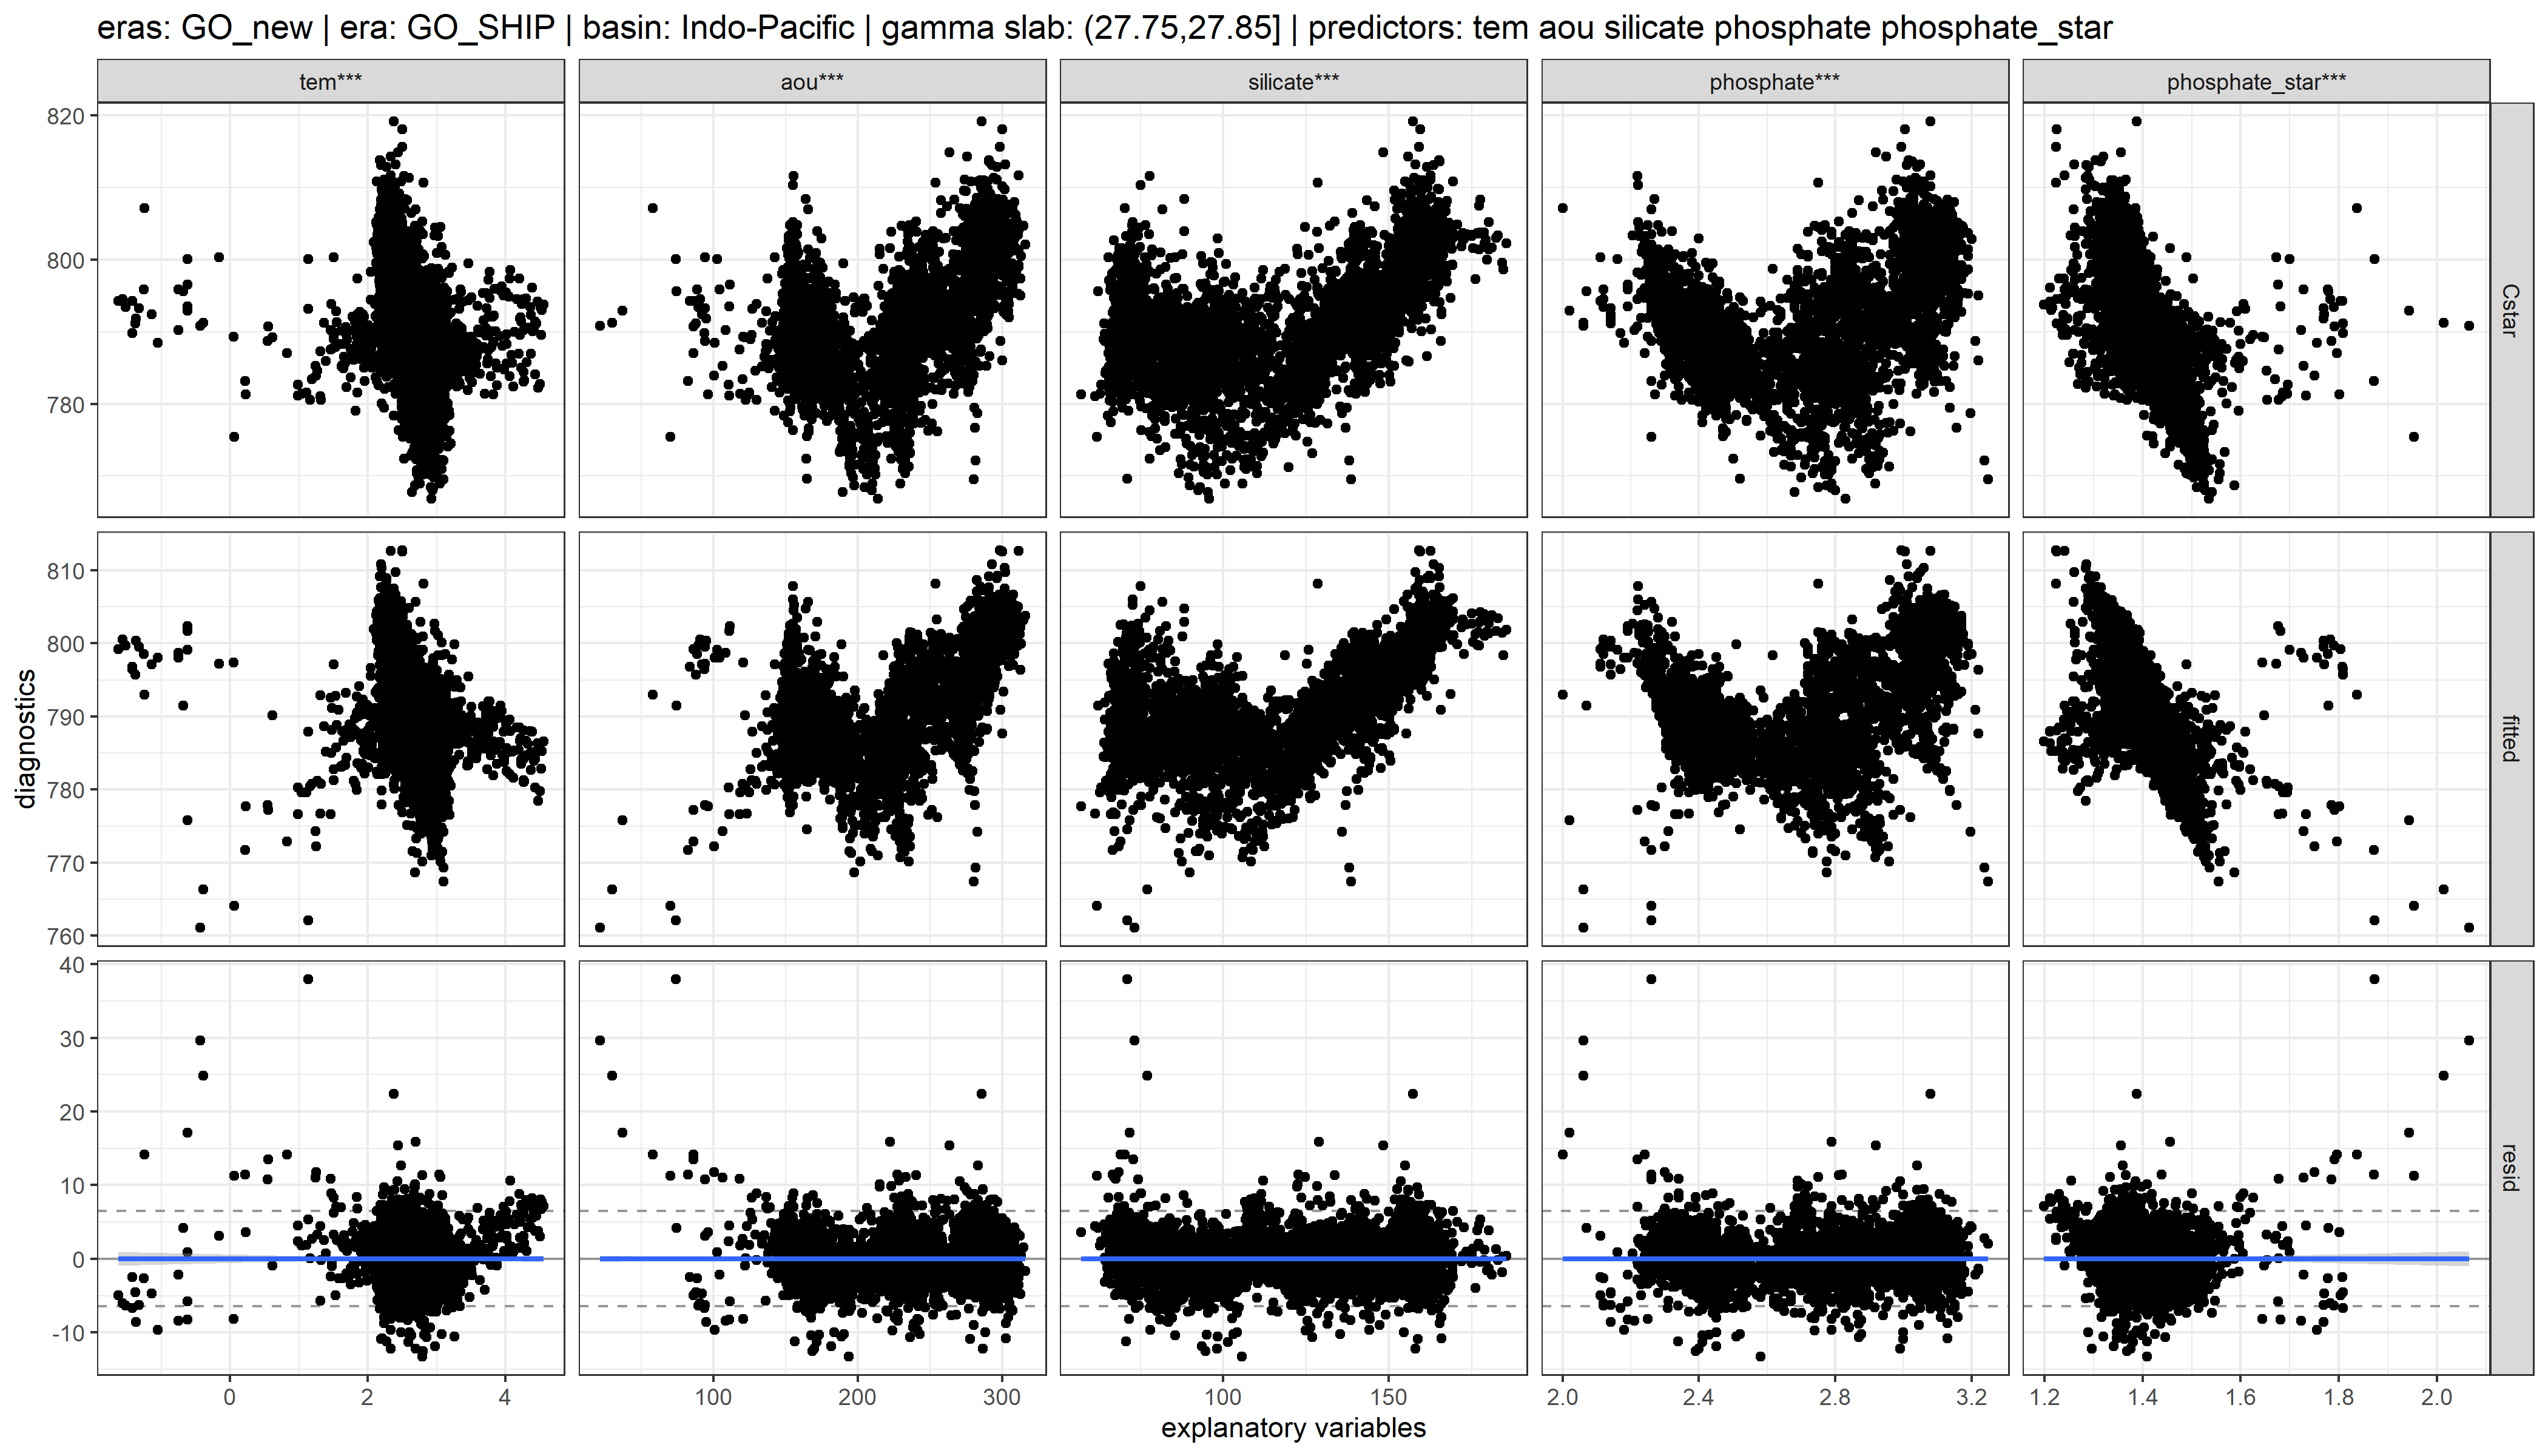 eras: GO_new | era: GO_SHIP | basin: Indo-Pacific | gamma slab: (27.75,27.85] | predictors: tem aou silicate phosphate phosphate_star
tem*** aou*** silicate*** phosphate*** phosphate_star***
820
800
780
Cstar
810
800
790
780
770
760
fitted
diagnostics
40
30
20
10
0
-10
resid
0 2 4 100 200 300 100 150 2.0 2.4 2.8 3.2 1.2 1.4 1.6 1.8 2.0
explanatory variables